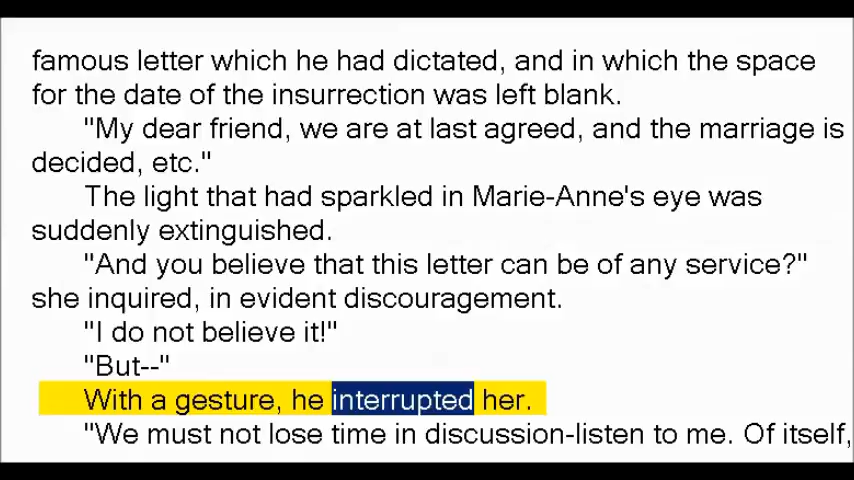 famous letter which he had dictated, and in which the space
for the date of the insurrection was left blank.
"My dear friend, we are at last agreed, and the marriage is
decided, etc."
The light that had sparkled in Marie-Anne's eye was
suddenly extinguished.
"And you believe that this letter can be of any service?"
she inquired, in evident discouragement.
"I do not believe it!"
"But--"
With a gesture, he interrupted her.
"We must not lose time in discussion-listen to me. Of itself,